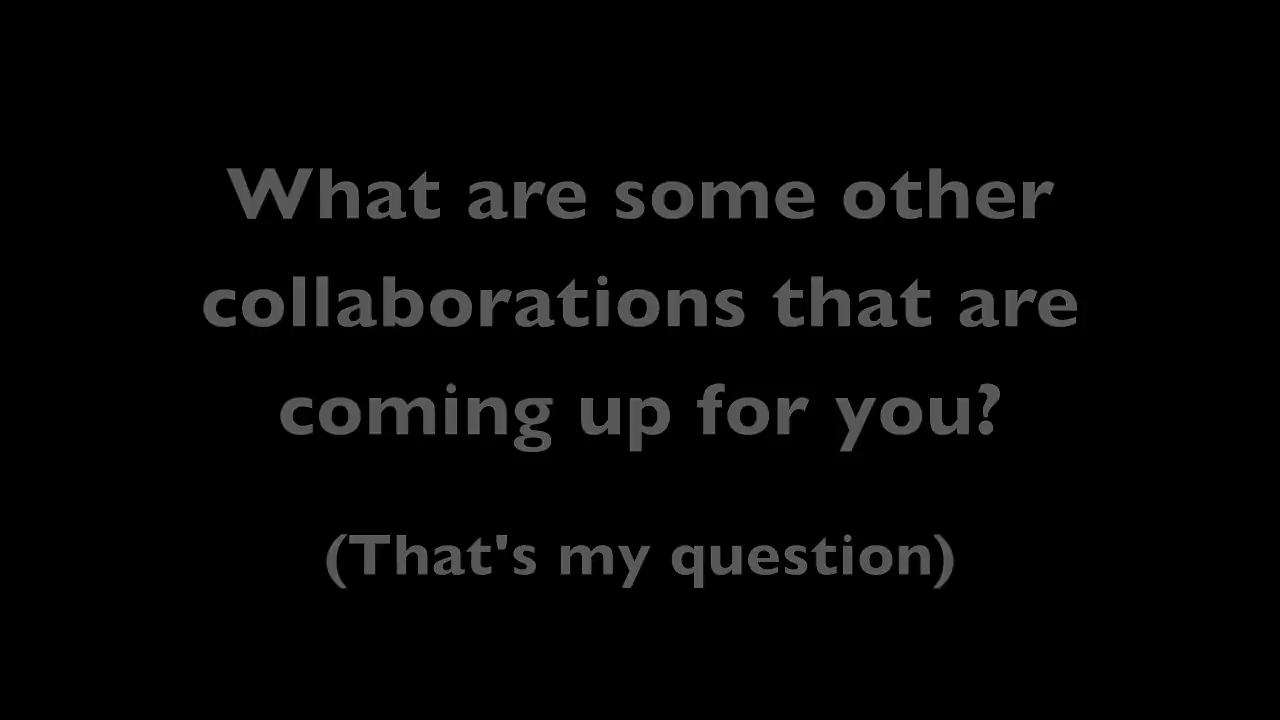 What are some other
collaborations that are
coming up for you?
(That's my question)